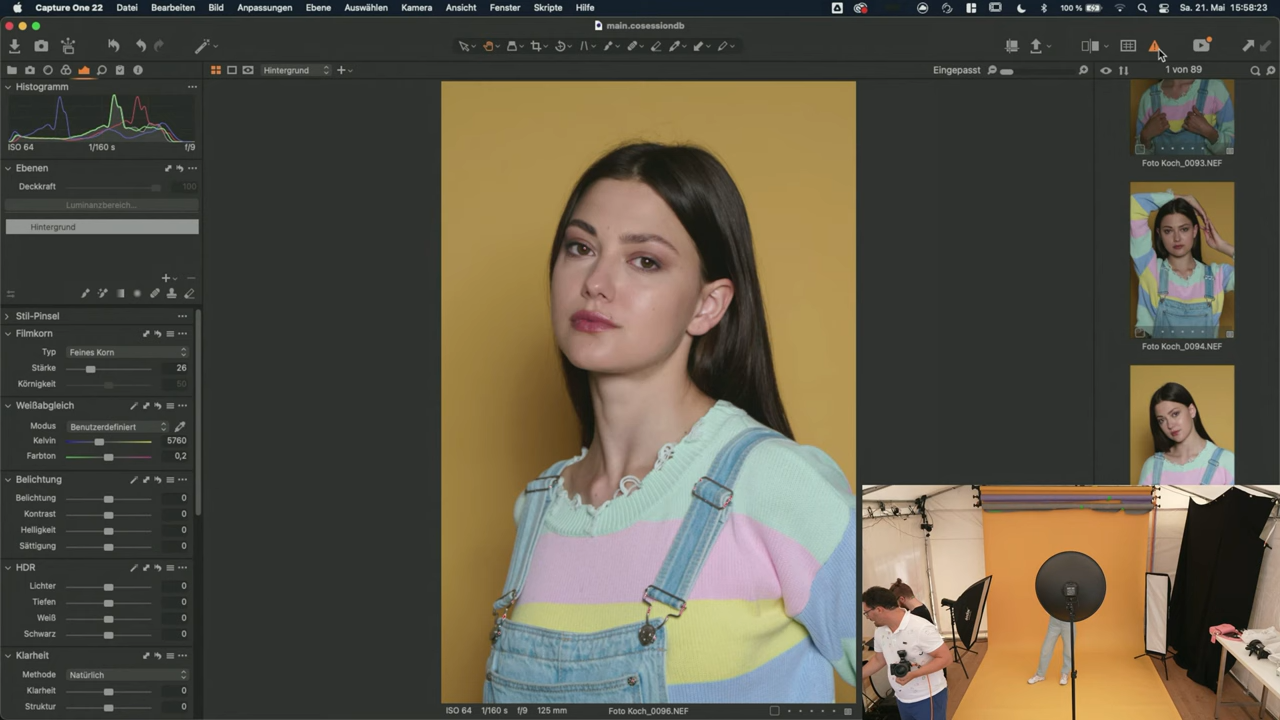 Capture One 22 Datei Bearbeiten Bild Anpassungen Ebene Auswählen Kamera Ansicht Fenster Skripte Hilfe 100 % Sa. 21. Mai 15:58:23
main.cosessiondb
Hintergrund
Eingepasst
1 von 89
Histogramm
ISO 64 1/160 s f/9
Ebenen
Deckkraft 100
Luminanzbereich...
Hintergrund
Stil-Pinsel
Filmkorn
Typ Feines Korn
Stärke 26
Körnigkeit 50
Weißabgleich
Modus Benutzerdefiniert
Kelvin 5760
Farbton 0,2
Belichtung
Belichtung 0
Kontrast 0
Helligkeit 0
Sättigung 0
HDR
Lichter 0
Tiefen 0
Weiß 0
Schwarz 0
Klarheit
Methode Natürlich
Klarheit 0
Struktur 0
Foto Koch_0093.NEF
Foto Koch_0094.NEF
ISO 64 1/160 s f/9 125 mm Foto Koch_0096.NEF